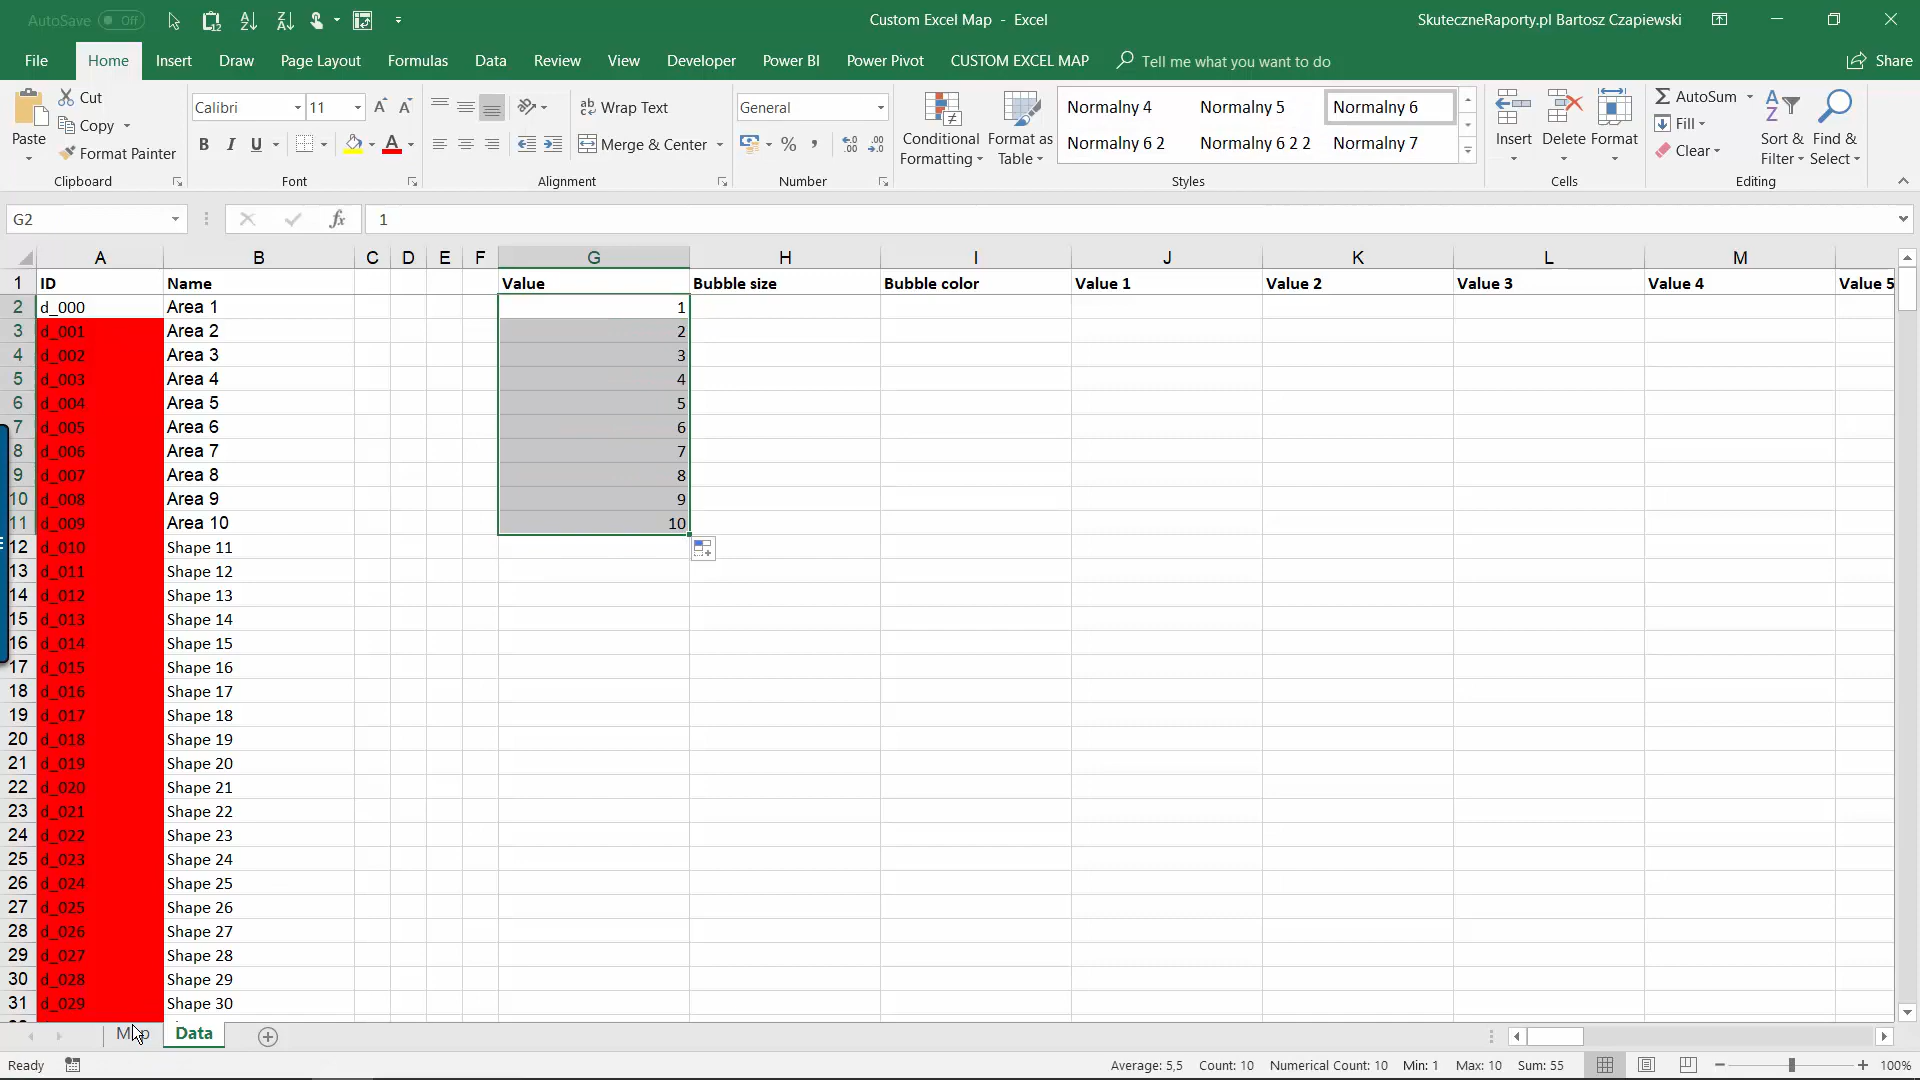 AutoSave Off
Custom Excel Map - Excel
SkuteczneRaporty.pl Bartosz Czapiewski
File Home Insert Draw Page Layout Formulas Data Review View Developer Power BI Power Pivot CUSTOM EXCEL MAP Tell me what you want to do Share
Paste
Cut
Copy
Format Painter
Clipboard
Calibri 11
B I U
Font
Wrap Text
Merge & Center
Alignment
General
%
Number
Conditional Formatting
Format as Table
Normalny 4 Normalny 5 Normalny 6
Normalny 6 2 Normalny 6 2 2 Normalny 7
Styles
Insert Delete Format
Cells
AutoSum
Fill
Clear
Sort & Filter
Find & Select
Editing
G2 fx 1
A B C D E F G H I J K L M
1 ID Name Value Bubble size Bubble color Value 1 Value 2 Value 3 Value 4 Value 5
2 d_000 Area 1 1
3 d_001 Area 2 2
4 d_002 Area 3 3
5 d_003 Area 4 4
6 d_004 Area 5 5
7 d_005 Area 6 6
8 d_006 Area 7 7
9 d_007 Area 8 8
10 d_008 Area 9 9
11 d_009 Area 10 10
12 d_010 Shape 11
13 d_011 Shape 12
14 d_012 Shape 13
15 d_013 Shape 14
16 d_014 Shape 15
17 d_015 Shape 16
18 d_016 Shape 17
19 d_017 Shape 18
20 d_018 Shape 19
21 d_019 Shape 20
22 d_020 Shape 21
23 d_021 Shape 22
24 d_022 Shape 23
25 d_023 Shape 24
26 d_024 Shape 25
27 d_025 Shape 26
28 d_026 Shape 27
29 d_027 Shape 28
30 d_028 Shape 29
31 d_029 Shape 30
Map Data
Ready Average: 5,5 Count: 10 Numerical Count: 10 Min: 1 Max: 10 Sum: 55 100%